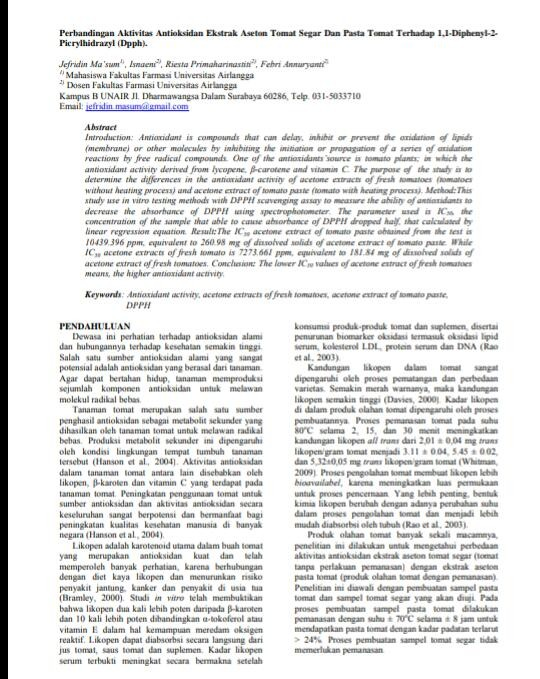 Perbandingan Aktivitas Antioksidan Ekstrak Aseton Tomat Segar Dan Pasta Tomat Terhadap 1,1-Diphenyl-2-
Picrylhidrazyl (Dpph).
Jefridin Ma'sum¹⁾, Isnaeni²⁾, Riesta Primaharinastiti²⁾, Febri Annuryanti²⁾
¹⁾ Mahasiswa Fakultas Farmasi Universitas Airlangga
²⁾ Dosen Fakultas Farmasi Universitas Airlangga
Kampus B UNAIR Jl. Dharmawangsa Dalam Surabaya 60286, Telp. 031-5033710
Email: jefridin.masum@gmail.com
Abstract
Introduction: Antioxidant is compounds that can delay, inhibit or prevent the oxidation of lipids
(membrane) or other molecules by inhibiting the initiation or propagation of a series of oxidation
reactions by free radical compounds. One of the antioxidants'source is tomato plants; in which the
antioxidant activity derived from lycopene, β-carotene and vitamin C. The purpose of the study is to
determine the differences in the antioxidant activity of acetone extracts of fresh tomatoes (tomatoes
without heating process) and acetone extract of tomato paste (tomato with heating process). Method:This
study use in vitro testing methods with DPPH scavenging assay to measure the ability of antioxidants to
decrease the absorbance of DPPH using spectrophotometer. The parameter used is IC₅₀, the
concentration of the sample that able to cause absorbance of DPPH dropped half, that calculated by
linear regression equation. Result:The IC₅₀ acetone extract of tomato paste obtained from the test is
10439.396 ppm, equivalent to 260.98 mg of dissolved solids of acetone extract of tomato paste. While
IC₅₀ acetone extracts of fresh tomato is 7273.661 ppm, equivalent to 181.84 mg of dissolved solids of
acetone extract of fresh tomatoes. Conclusion: The lower IC₅₀ values of acetone extract of fresh tomatoes
means, the higher antioxidant activity.
Keywords: Antioxidant activity, acetone extracts of fresh tomatoes, acetone extract of tomato paste,
DPPH
PENDAHULUAN
Dewasa ini perhatian terhadap antioksidan alami
dan hubungannya terhadap kesehatan semakin tinggi.
Salah satu sumber antioksidan alami yang sangat
potensial adalah antioksidan yang berasal dari tanaman.
Agar dapat bertahan hidup, tanaman memproduksi
sejumlah komponen antioksidan untuk melawan
molekul radikal bebas.
Tanaman tomat merupakan salah satu sumber
penghasil antioksidan sebagai metabolit sekunder yang
dihasilkan oleh tanaman tomat untuk melawan radikal
bebas. Produksi metabolit sekunder ini dipengaruhi
oleh kondisi lingkungan tempat tumbuh tanaman
tersebut (Hanson et al., 2004). Aktivitas antioksidan
dalam tanaman tomat antara lain disebabkan oleh
likopen, β-karoten dan vitamin C yang terdapat pada
tanaman tomat. Peningkatan penggunaan tomat untuk
sumber antioksidan dan aktivitas antioksidan secara
keseluruhan sangat berpotensi dan bermanfaat bagi
peningkatan kualitas kesehatan manusia di banyak
negara (Hanson et al., 2004).
Likopen adalah karotenoid utama dalam buah tomat
yang merupakan antioksidan kuat dan telah
memperoleh banyak perhatian, karena berhubungan
dengan diet kaya likopen dan menurunkan risiko
penyakit jantung, kanker dan penyakit di usia tua
(Bramley, 2000). Studi in vitro telah membuktikan
bahwa likopen dua kali lebih poten daripada β-karoten
dan 10 kali lebih poten dibandingkan α-tokoferol atau
vitamin E dalam hal kemampuan meredam oksigen
reaktif. Likopen dapat diabsorbsi secara langsung dari
jus tomat, saus tomat dan suplemen. Kadar likopen
serum terbukti meningkat secara bermakna setelah
konsumsi produk-produk tomat dan suplemen, disertai
penurunan biomarker oksidasi termasuk oksidasi lipid
serum, kolesterol LDL, protein serum dan DNA (Rao
et al., 2003).
Kandungan likopen dalam tomat sangat
dipengaruhi oleh proses pematangan dan perbedaan
varietas. Semakin merah warnanya, maka kandungan
likopen semakin tinggi (Davies, 2000). Kadar likopen
di dalam produk olahan tomat dipengaruhi oleh proses
pembuatannya. Proses pemanasan tomat pada suhu
80°C selama 2, 15, dan 30 menit meningkatkan
kandungan likopen all trans dari 2,01 ± 0,04 mg trans
likopen/gram tomat menjadi 3.11 ± 0.04, 5.45 ± 0.02,
dan 5,32±0,05 mg trans likopen/gram tomat (Whitman,
2009). Proses pengolahan tomat membuat likopen lebih
bioavailabel, karena meningkatkan luas permukaan
untuk proses pencernaan. Yang lebih penting, bentuk
kimia likopen berubah dengan adanya perubahan suhu
dalam proses pengolahan tomat dan menjadi lebih
mudah diabsorbsi oleh tubuh (Rao et al., 2003).
Produk olahan tomat banyak sekali macamnya,
penelitian ini dilakukan untuk mengetahui perbedaan
aktivitas antioksidan ekstrak aseton tomat segar (tomat
tanpa perlakuan pemanasan) dengan ekstrak aseton
pasta tomat (produk olahan tomat dengan pemanasan).
Penelitian ini diawali dengan pembuatan sampel pasta
tomat dan sampel tomat segar yang akan diuji. Pada
proses pembuatan sampel pasta tomat dilakukan
pemanasan dengan suhu ± 70°C selama ± 8 jam untuk
mendapatkan pasta tomat dengan kadar padatan terlarut
> 24%. Proses pembuatan sampel tomat segar tidak
memerlukan pemanasan.